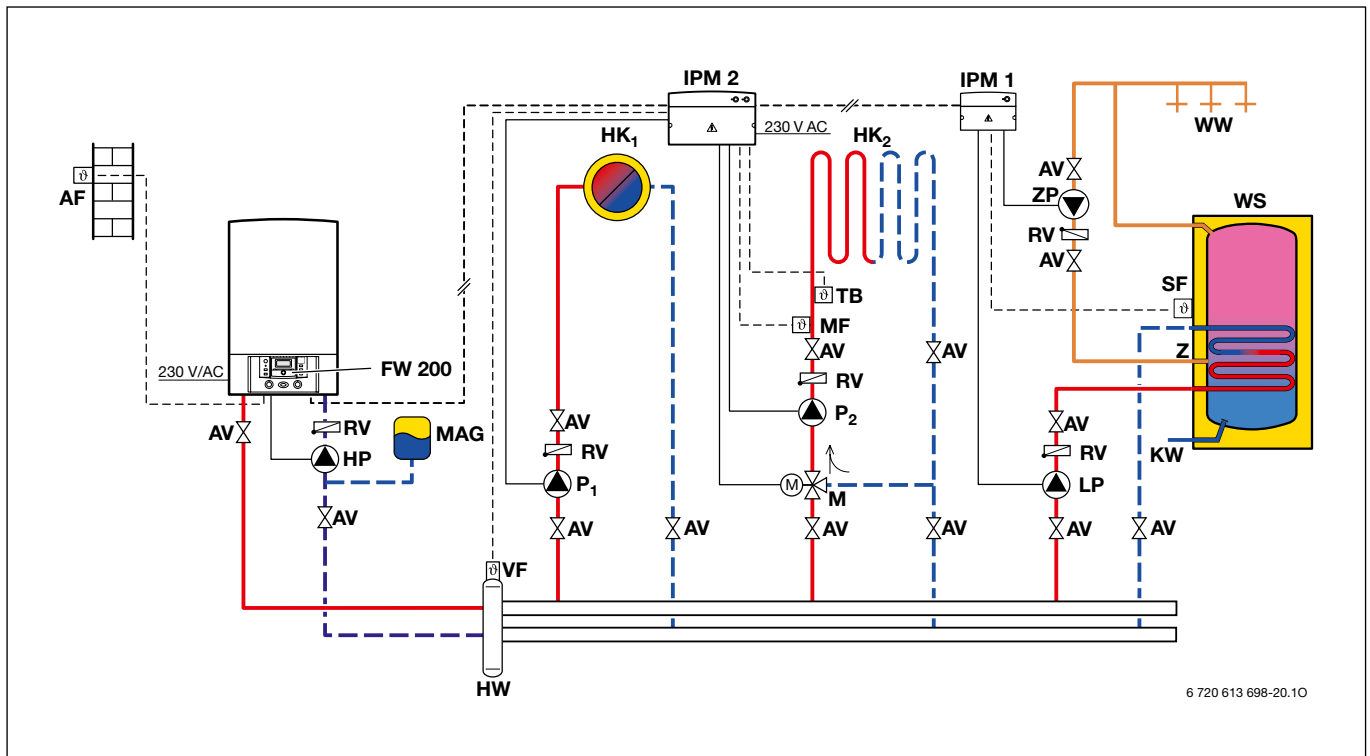 IPM 2
IPM 1
230 V AC
HK1
HK2
WW
AV
ZP
RV
AV
WS
ϑ
AF
SF
ϑ
Z
KW
ϑ TB
ϑ MF
AV
AV
RV
P2
FW 200
230 V/AC
AV
RV
MAG
HP
AV
AV
RV
P1
AV
AV
M
M
AV
AV
AV
RV
LP
AV
AV
ϑ VF
HW
6 720 613 698-20.1O